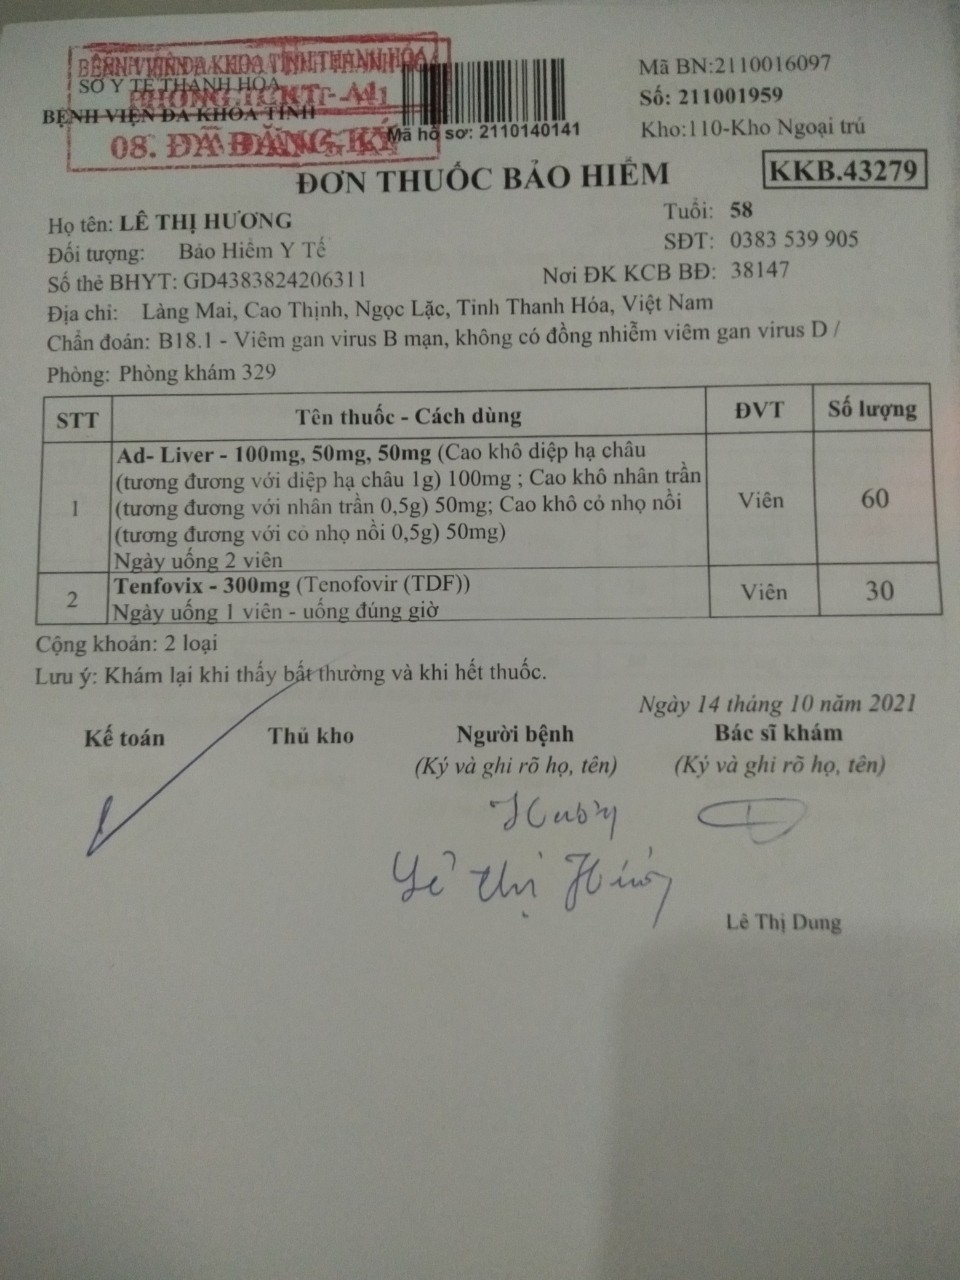 BỆNH VIỆN ĐA KHOA TỈNH THANH HÓA
SỞ Y TẾ THANH HÓA
BỆNH VIỆN ĐA KHOA TỈNH
08. ĐÃ ĐĂNG KÝ
Mã hồ sơ: 2110140141
Mã BN:2110016097
Số: 211001959
Kho:110-Kho Ngoại trú
ĐƠN THUỐC BẢO HIỂM
KKB.43279
Họ tên: LÊ THỊ HƯƠNG
Tuổi: 58
Đối tượng: Bảo Hiểm Y Tế
SĐT: 0383 539 905
Số thẻ BHYT: GD4383824206311
Nơi ĐK KCB BĐ: 38147
Địa chỉ: Làng Mai, Cao Thịnh, Ngọc Lặc, Tỉnh Thanh Hóa, Việt Nam
Chẩn đoán: B18.1 - Viêm gan virus B mạn, không có đồng nhiễm viêm gan virus D /
Phòng: Phòng khám 329
STT Tên thuốc - Cách dùng ĐVT Số lượng
1 Ad- Liver - 100mg, 50mg, 50mg (Cao khô diệp hạ châu
(tương đương với diệp hạ châu 1g) 100mg ; Cao khô nhân trần
(tương đương với nhân trần 0,5g) 50mg; Cao khô cỏ nhọ nồi
(tương đương với cỏ nhọ nồi 0,5g) 50mg)
Ngày uống 2 viên
Viên 60
2 Tenfovix - 300mg (Tenofovir (TDF))
Ngày uống 1 viên - uống đúng giờ
Viên 30
Cộng khoản: 2 loại
Lưu ý: Khám lại khi thấy bất thường và khi hết thuốc.
Ngày 14 tháng 10 năm 2021
Kế toán Thủ kho Người bệnh Bác sĩ khám
(Ký và ghi rõ họ, tên) (Ký và ghi rõ họ, tên)
Hương
Lê Thị Hương
Lê Thị Dung